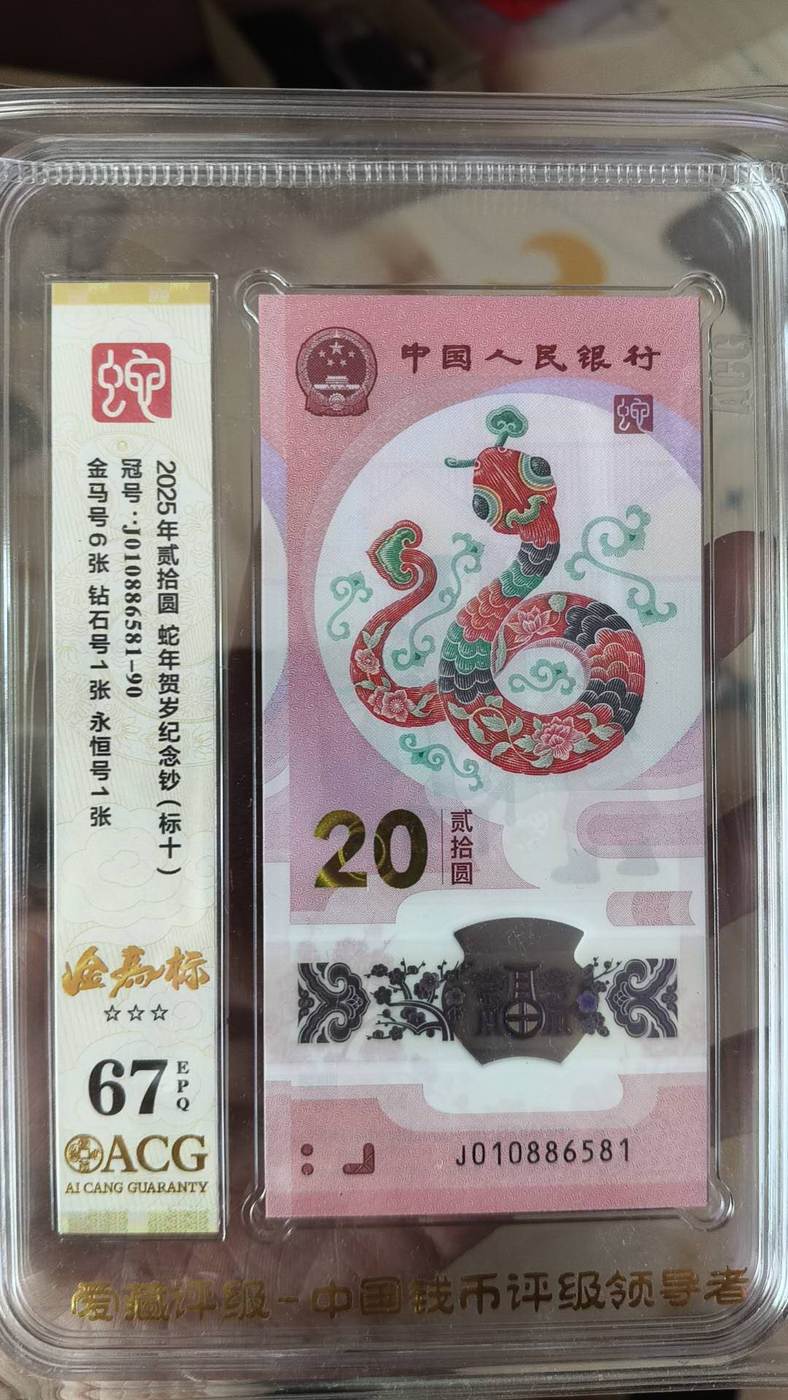 蛇
2025年贰拾圆 蛇年贺岁纪念钞（标十）
冠号：J010886581-90
金马号6张 钻石号1张 永恒号1张
金马标
☆☆☆
67 EPQ
ACG
AI CANG GUARANTY
中国人民银行
蛇
20 贰拾圆
J010886581
ACG
爱藏评级-中国钱币评级领导者